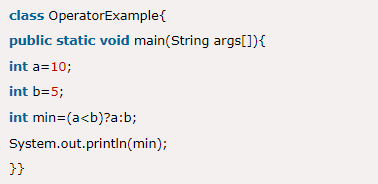 class OperatorExample{
public static void main(String args[]){
int a=10;
int b=5;
int min=(a<b)?a:b;
System.out.println(min);
}}